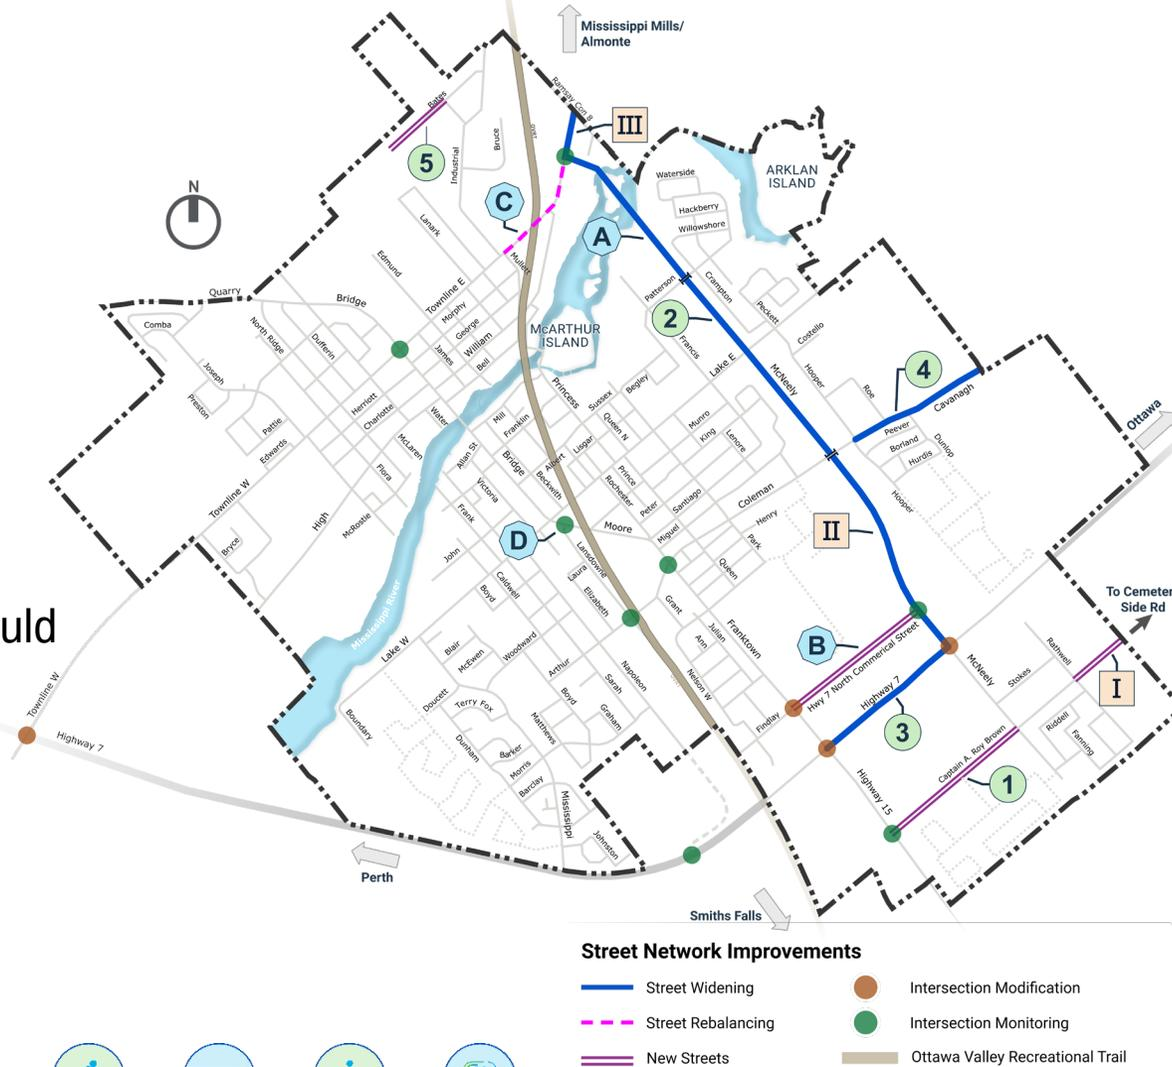 Mississippi Mills/
Almonte
Ramsay Con 8
III
Bates
OVRT
Bruce
5
Industrial
ARKLAN
ISLAND
Waterside
N
C
Hackberry
Lanark
Willowshore
A
Edmund
Mullett
Townline E
Patterson
Crampton
Quarry
Bridge
Peckett
Comba
North Ridge
Dufferin
Morphy
George
William
James
Bell
McARTHUR
ISLAND
2
Francis
Costello
Lake E
Hooper
McNeely
4
Joseph
Preston
Herriott
Charlotte
Water
Princess
Begley
Sussex
Roe
Cavanagh
Pattie
Edwards
McLaren
Mill
Franklin
Queen N
Munro
King
Lenore
Peever
Borland
Hurdis
Dunlop
Ottawa
Allan St
Lisgar
Bridge
Albert
Flora
Townline W
Victoria
Beckwith
Prince
Rochester
Peter
Santiago
Coleman
Hooper
High
McRostie
Frank
Moore
Miguel
Henry
Park
II
Bryce
D
John
Lansdowne
Laura
Queen
Caldwell
Boyd
Elizabeth
Grant
Mississippi River
To Cemeter
Side Rd
uld
Lake W
Blair
McEwen
Woodward
Julian
Ann
Franktown
B
Hwy 7 North Commerical Street
Rathwell
McNeely
Arthur
Napoleon
Sarah
Nelson W
Stokes
I
Townline W
Doucett
Terry Fox
Boyd
Highway 7
Boundary
Matthews
Graham
Findlay
3
Riddell
Fanning
Highway 7
Dunham
Barker
Morris
Barclay
Captain A. Roy Brown
Highway 15
1
Mississippi
Johnston
Perth
Smiths Falls
Street Network Improvements
Street Widening
Intersection Modification
Street Rebalancing
Intersection Monitoring
New Streets
Ottawa Valley Recreational Trail